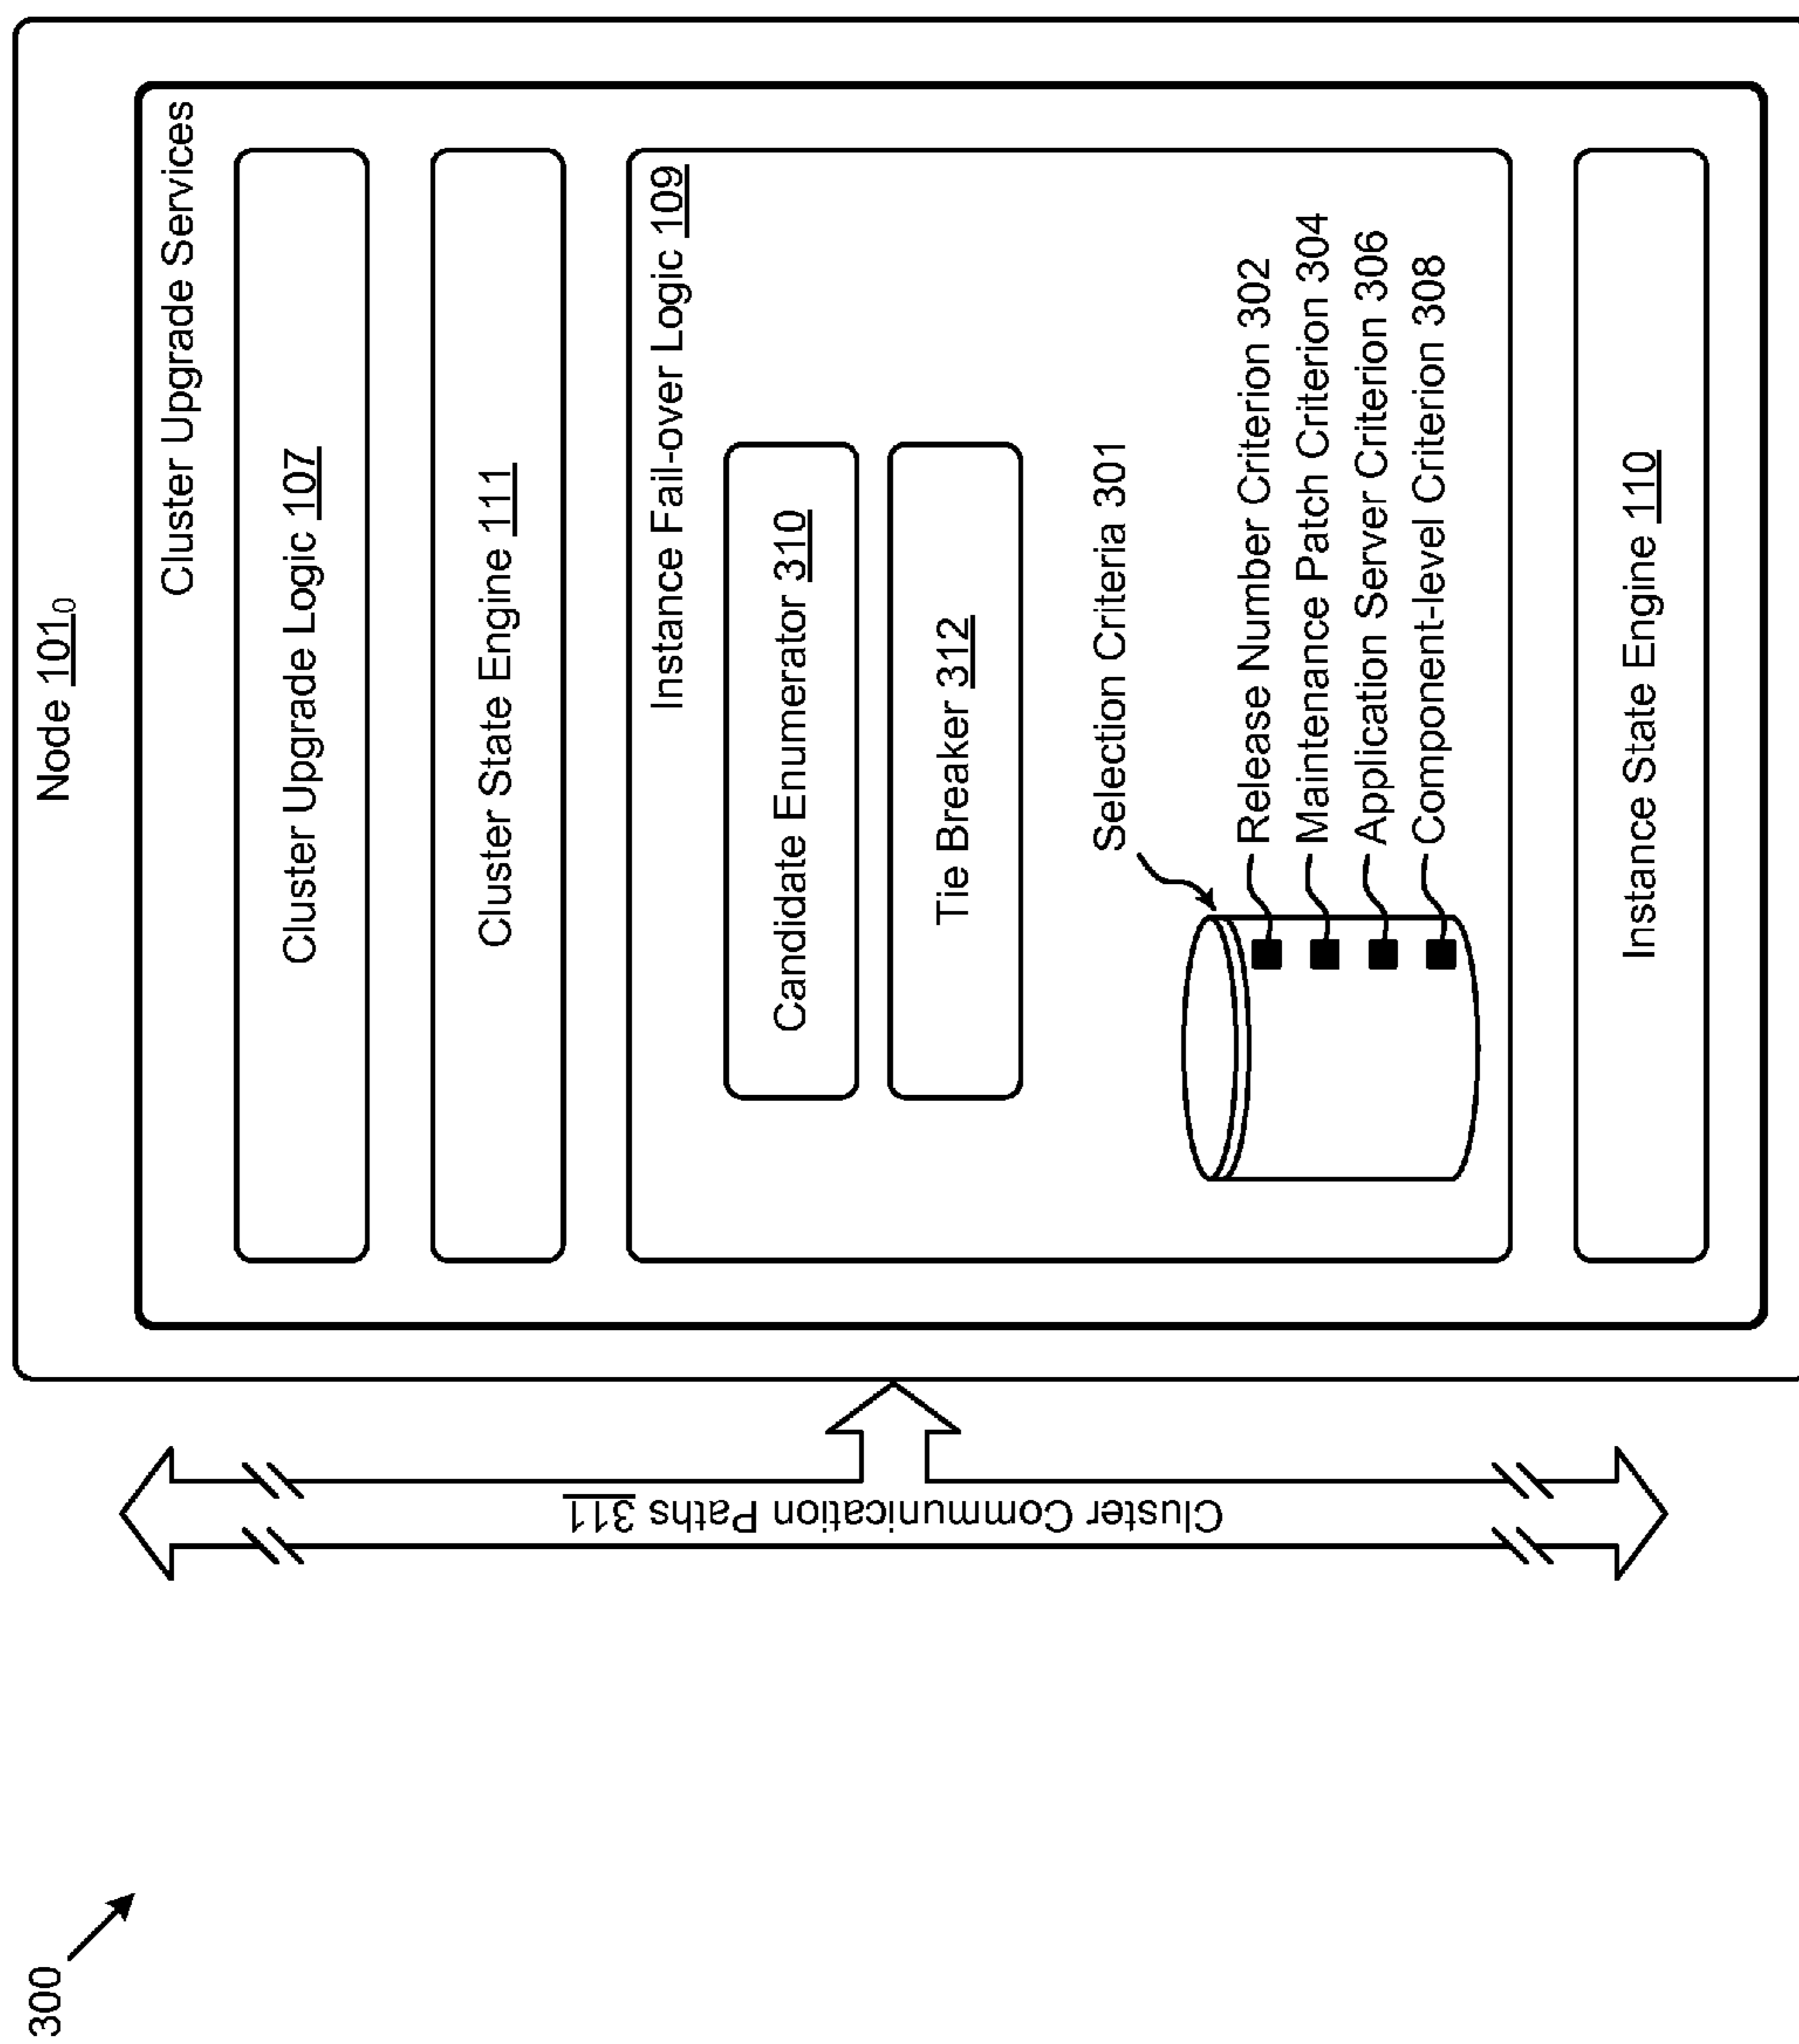 300
Node 101₀
Cluster Upgrade Services
Cluster Upgrade Logic 107
Cluster State Engine 111
Instance Fail-over Logic 109
Candidate Enumerator 310
Tie Breaker 312
Selection Criteria 301
Release Number Criterion 302
Maintenance Patch Criterion 304
Application Server Criterion 306
Component-level Criterion 308
Instance State Engine 110
Cluster Communication Paths 311